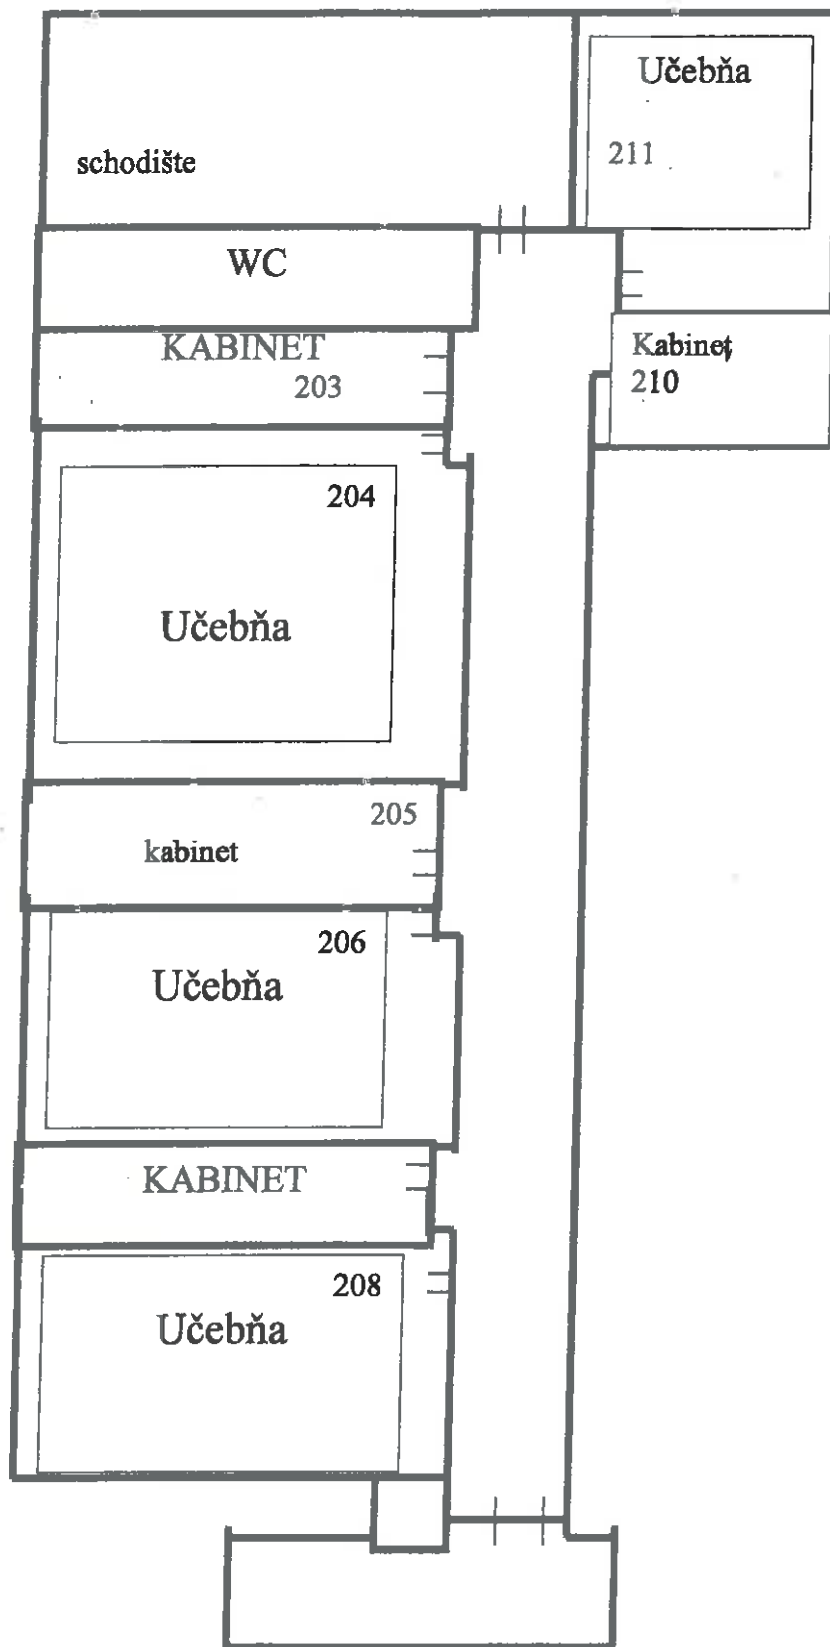 Učebňa
211
schodište
WC
KABINET
203
Kabinet
210
204
Učebňa
205
kabinet
206
Učebňa
KABINET
208
Učebňa